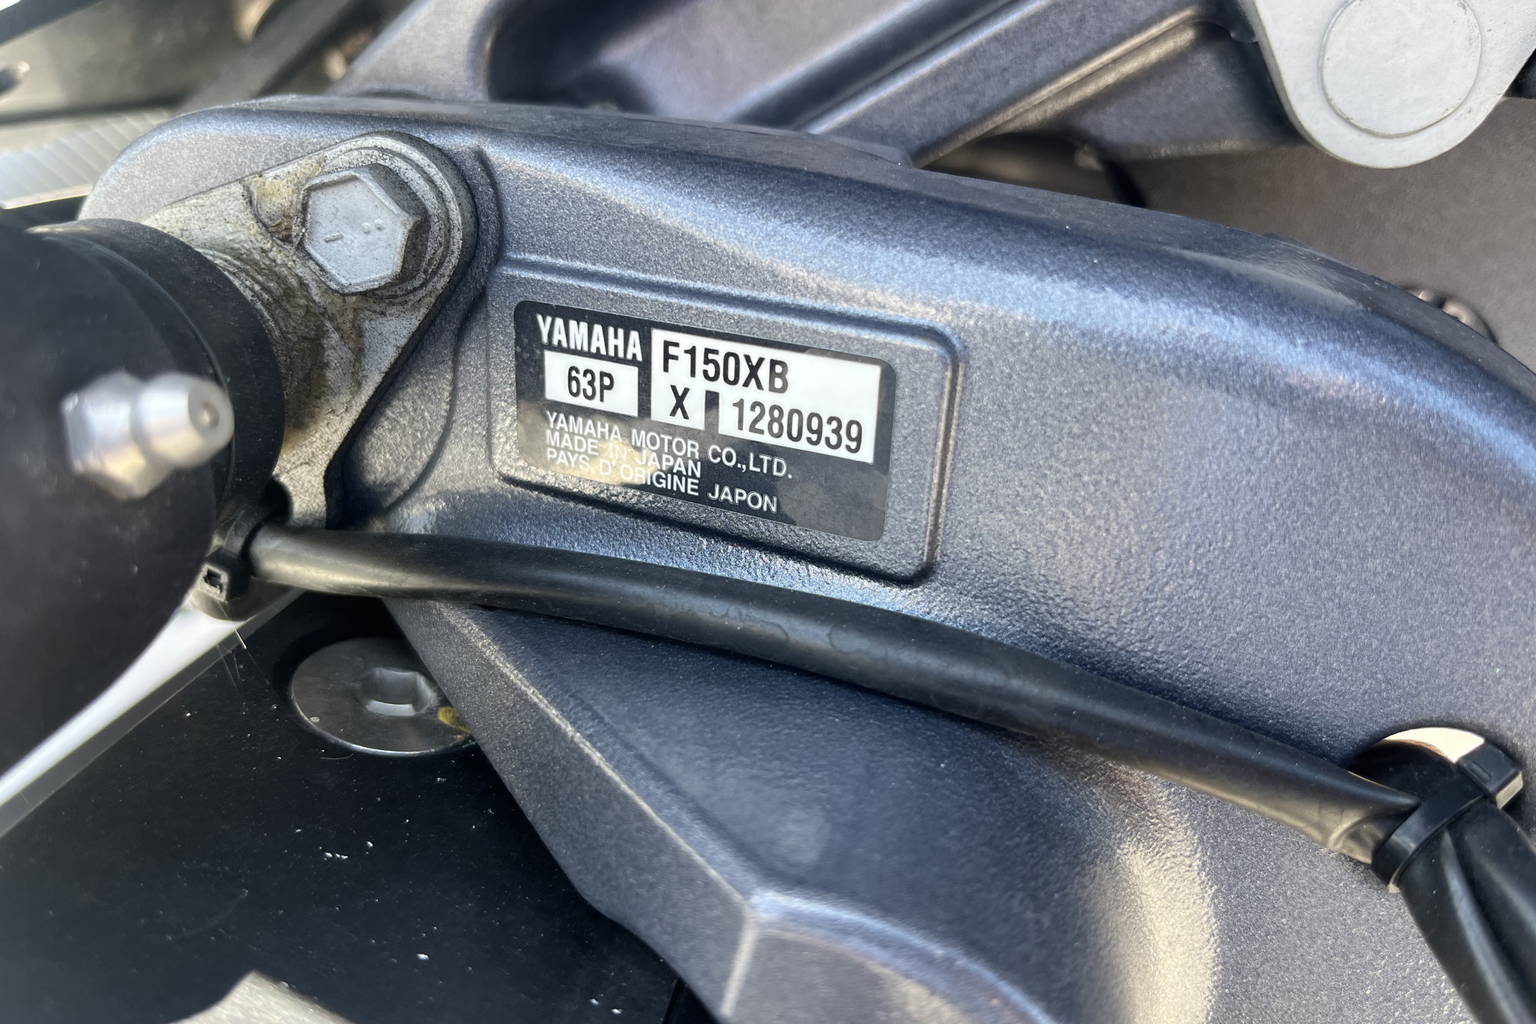 YAMAHA
F150XB
63P
X 1280939
YAMAHA MOTOR CO.,LTD.
MADE IN JAPAN
PAYS D'ORIGINE JAPON